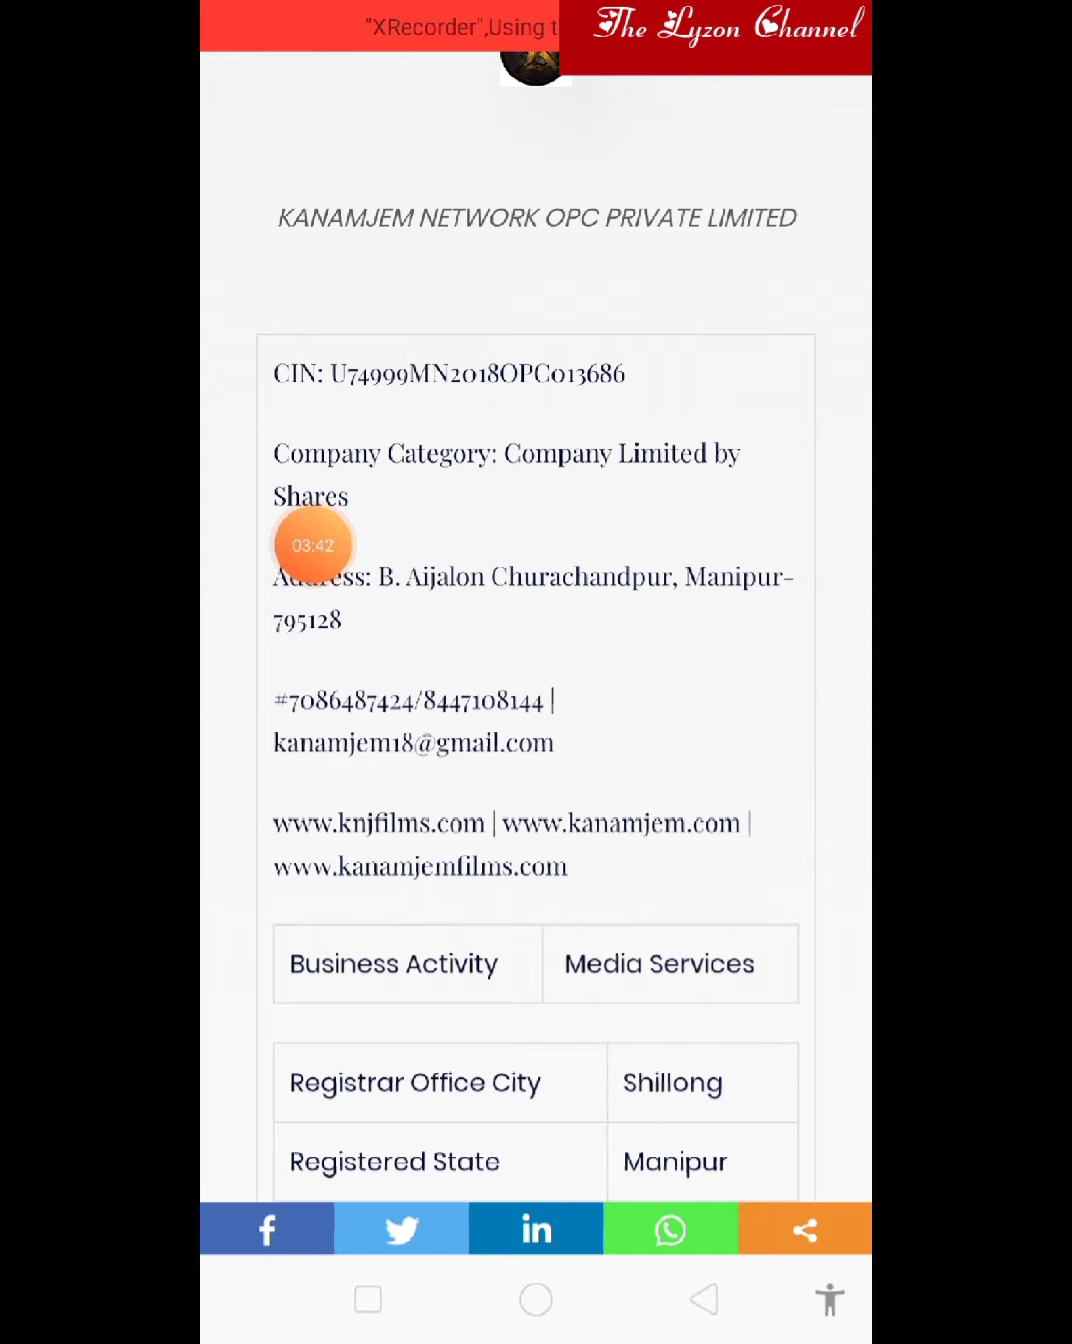 "XRecorder",Using t
The Lyzon Channel
KANAMJEM NETWORK OPC PRIVATE LIMITED
CIN: U74999MN2018OPC013686
Company Category: Company Limited by
Shares
03:42
Address: B. Aijalon Churachandpur, Manipur-
795128
#7086487424/8447108144 |
kanamjem18@gmail.com
www.knjfilms.com | www.kanamjem.com |
www.kanamjemfilms.com
Business Activity Media Services
Registrar Office City Shillong
Registered State Manipur